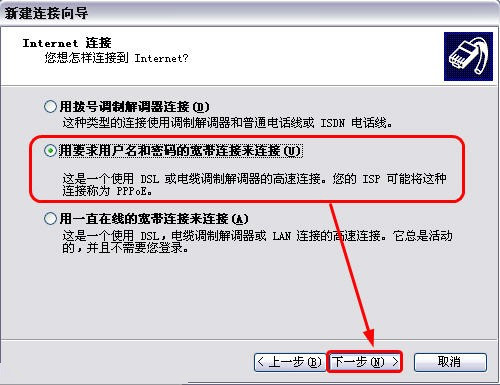 新建连接向导
Internet 连接
您想怎样连接到 Internet?
用拨号调制解调器连接(D)
这种类型的连接使用调制解调器和普通电话线或 ISDN 电话线。
用要求用户名和密码的宽带连接来连接(U)
这是一个使用 DSL 或电缆调制解调器的高速连接。您的 ISP 可能将这种
连接称为 PPPoE。
用一直在线的宽带连接来连接(A)
这是一个使用 DSL,电缆调制解调器或 LAN 连接的高速连接。它总是活动
的,并且不需要您登录。
< 上一步(B) 下一步(N) > 取消